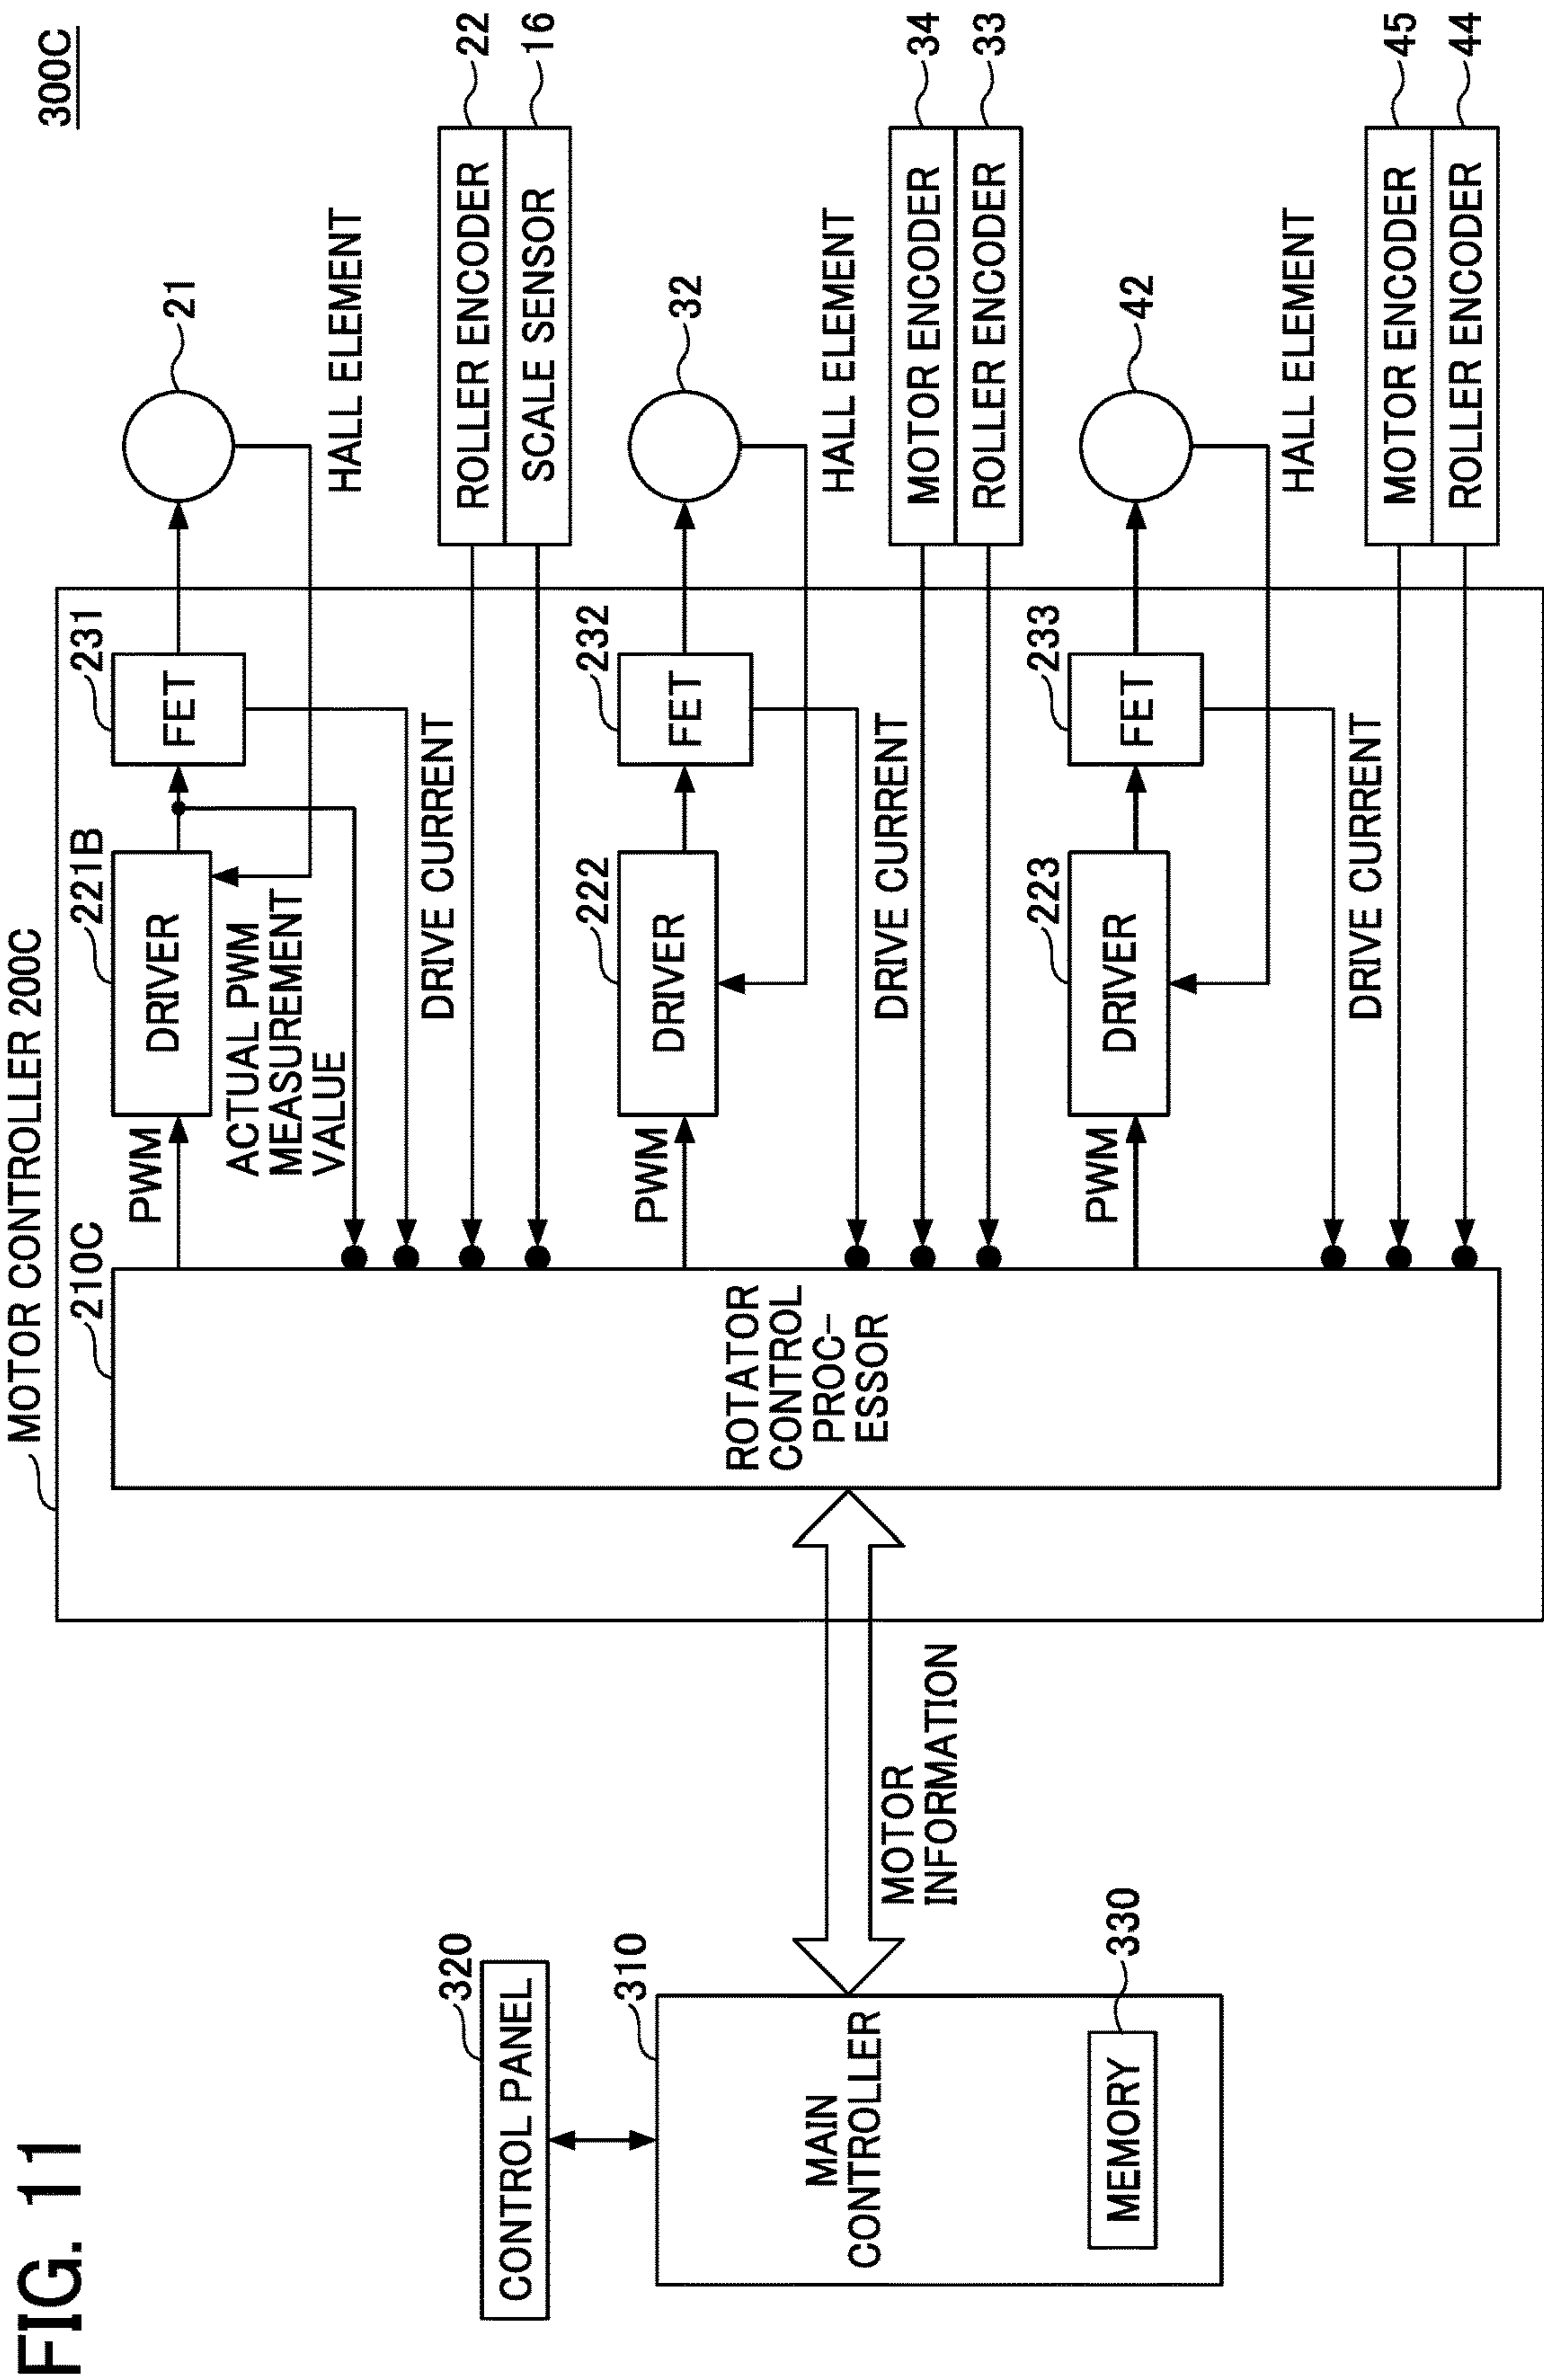 FIG. 11
300C
MOTOR CONTROLLER 200C
210C
221B
231
21
PWM
DRIVER
FET
ACTUAL PWM
MEASUREMENT
VALUE
HALL ELEMENT
DRIVE CURRENT
ROLLER ENCODER
22
SCALE SENSOR
16
320
CONTROL PANEL
310
MAIN
CONTROLLER
MEMORY
330
MOTOR
INFORMATION
ROTATOR
CONTROL
PROC-
ESSOR
222
232
32
PWM
DRIVER
FET
HALL ELEMENT
DRIVE CURRENT
MOTOR ENCODER
34
ROLLER ENCODER
33
223
233
42
PWM
DRIVER
FET
HALL ELEMENT
DRIVE CURRENT
MOTOR ENCODER
45
ROLLER ENCODER
44